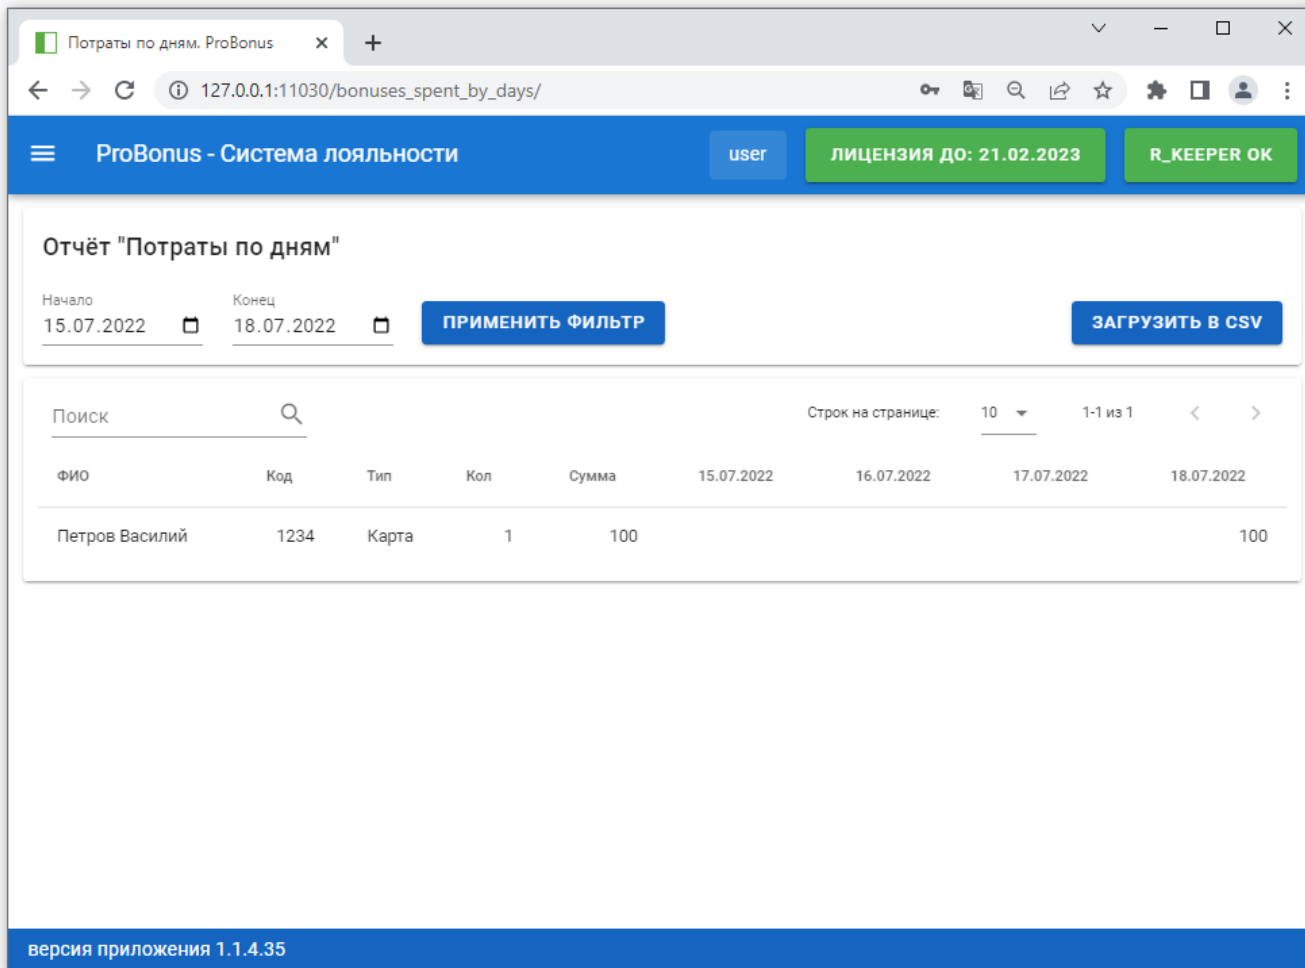 Потраты по дням. ProBonus
127.0.0.1:11030/bonuses_spent_by_days/
ProBonus - Система лояльности
user
ЛИЦЕНЗИЯ ДО: 21.02.2023
R_KEEPER OK
Отчёт "Потраты по дням"
Начало
Конец
15.07.2022
18.07.2022
ПРИМЕНИТЬ ФИЛЬТР
ЗАГРУЗИТЬ В CSV
Поиск
Строк на странице:
10
1-1 из 1
ФИО Код Тип Кол Сумма 15.07.2022 16.07.2022 17.07.2022 18.07.2022
Петров Василий 1234 Карта 1 100 100
версия приложения 1.1.4.35